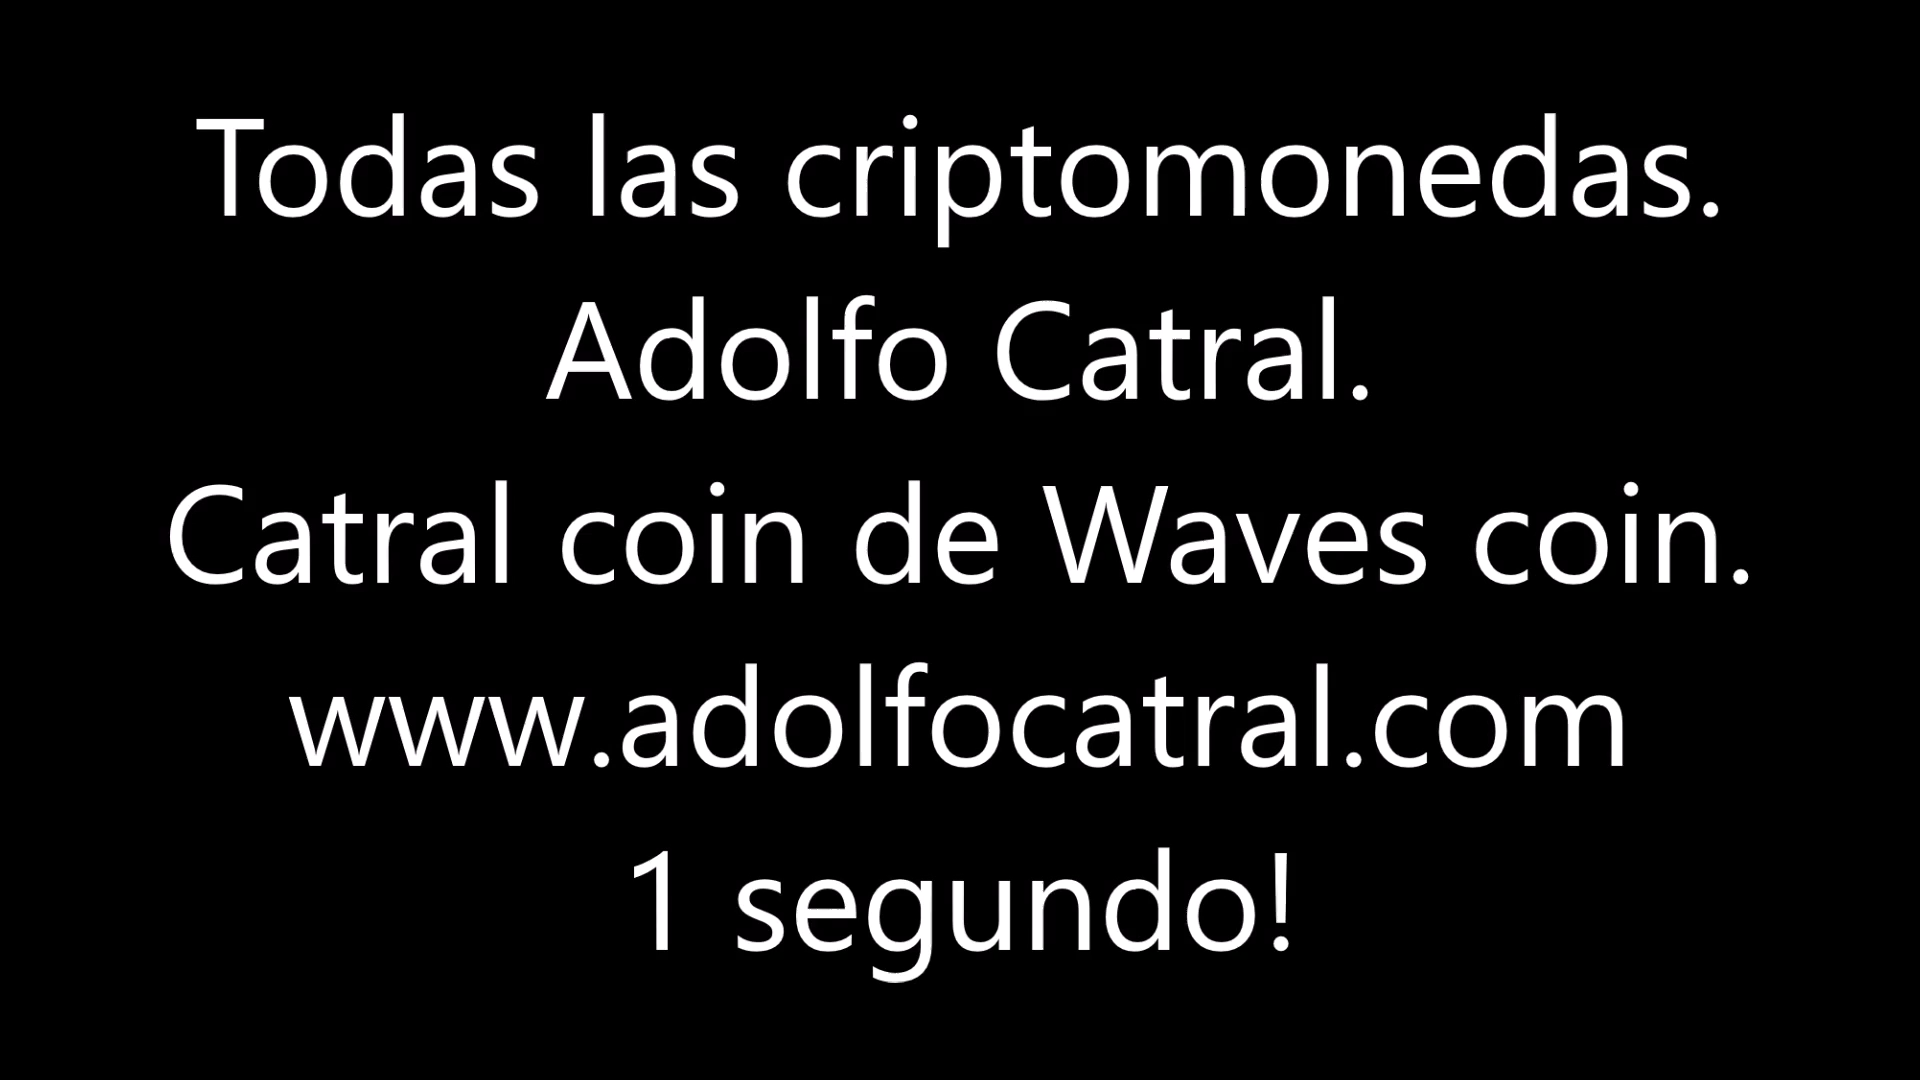 Todas las criptomonedas.
Adolfo Catral.
Catral coin de Waves coin.
www.adolfocatral.com
1 segundo!